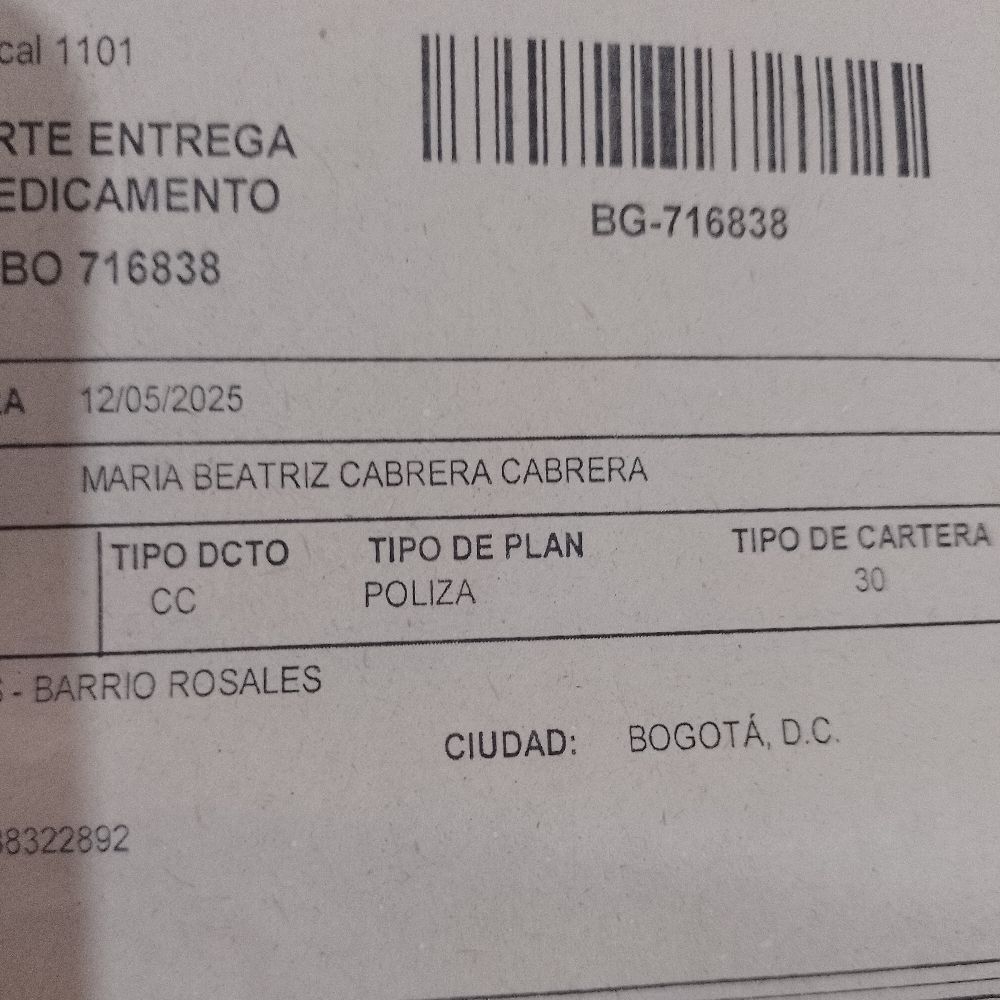 cal 1101
RTE ENTREGA
EDICAMENTO
BO 716838
BG-716838
A 12/05/2025
MARIA BEATRIZ CABRERA CABRERA
TIPO DCTO TIPO DE PLAN TIPO DE CARTERA
CC POLIZA 30
S - BARRIO ROSALES
CIUDAD: BOGOTÁ, D.C.
8322892